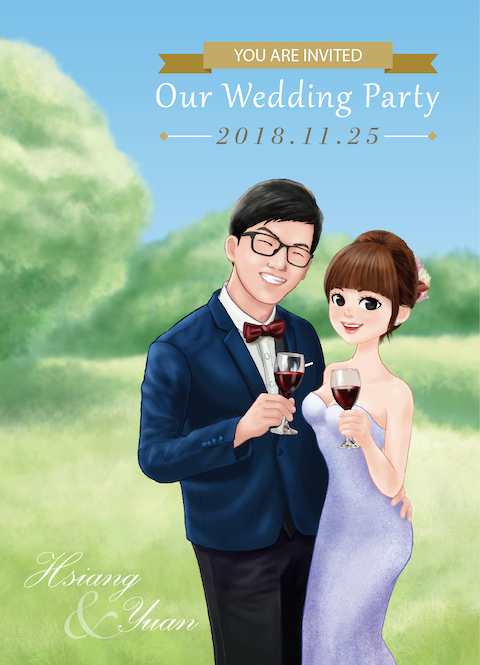 YOU ARE INVITED
Our Wedding Party
2018.11.25
Hsiang
& Yuan